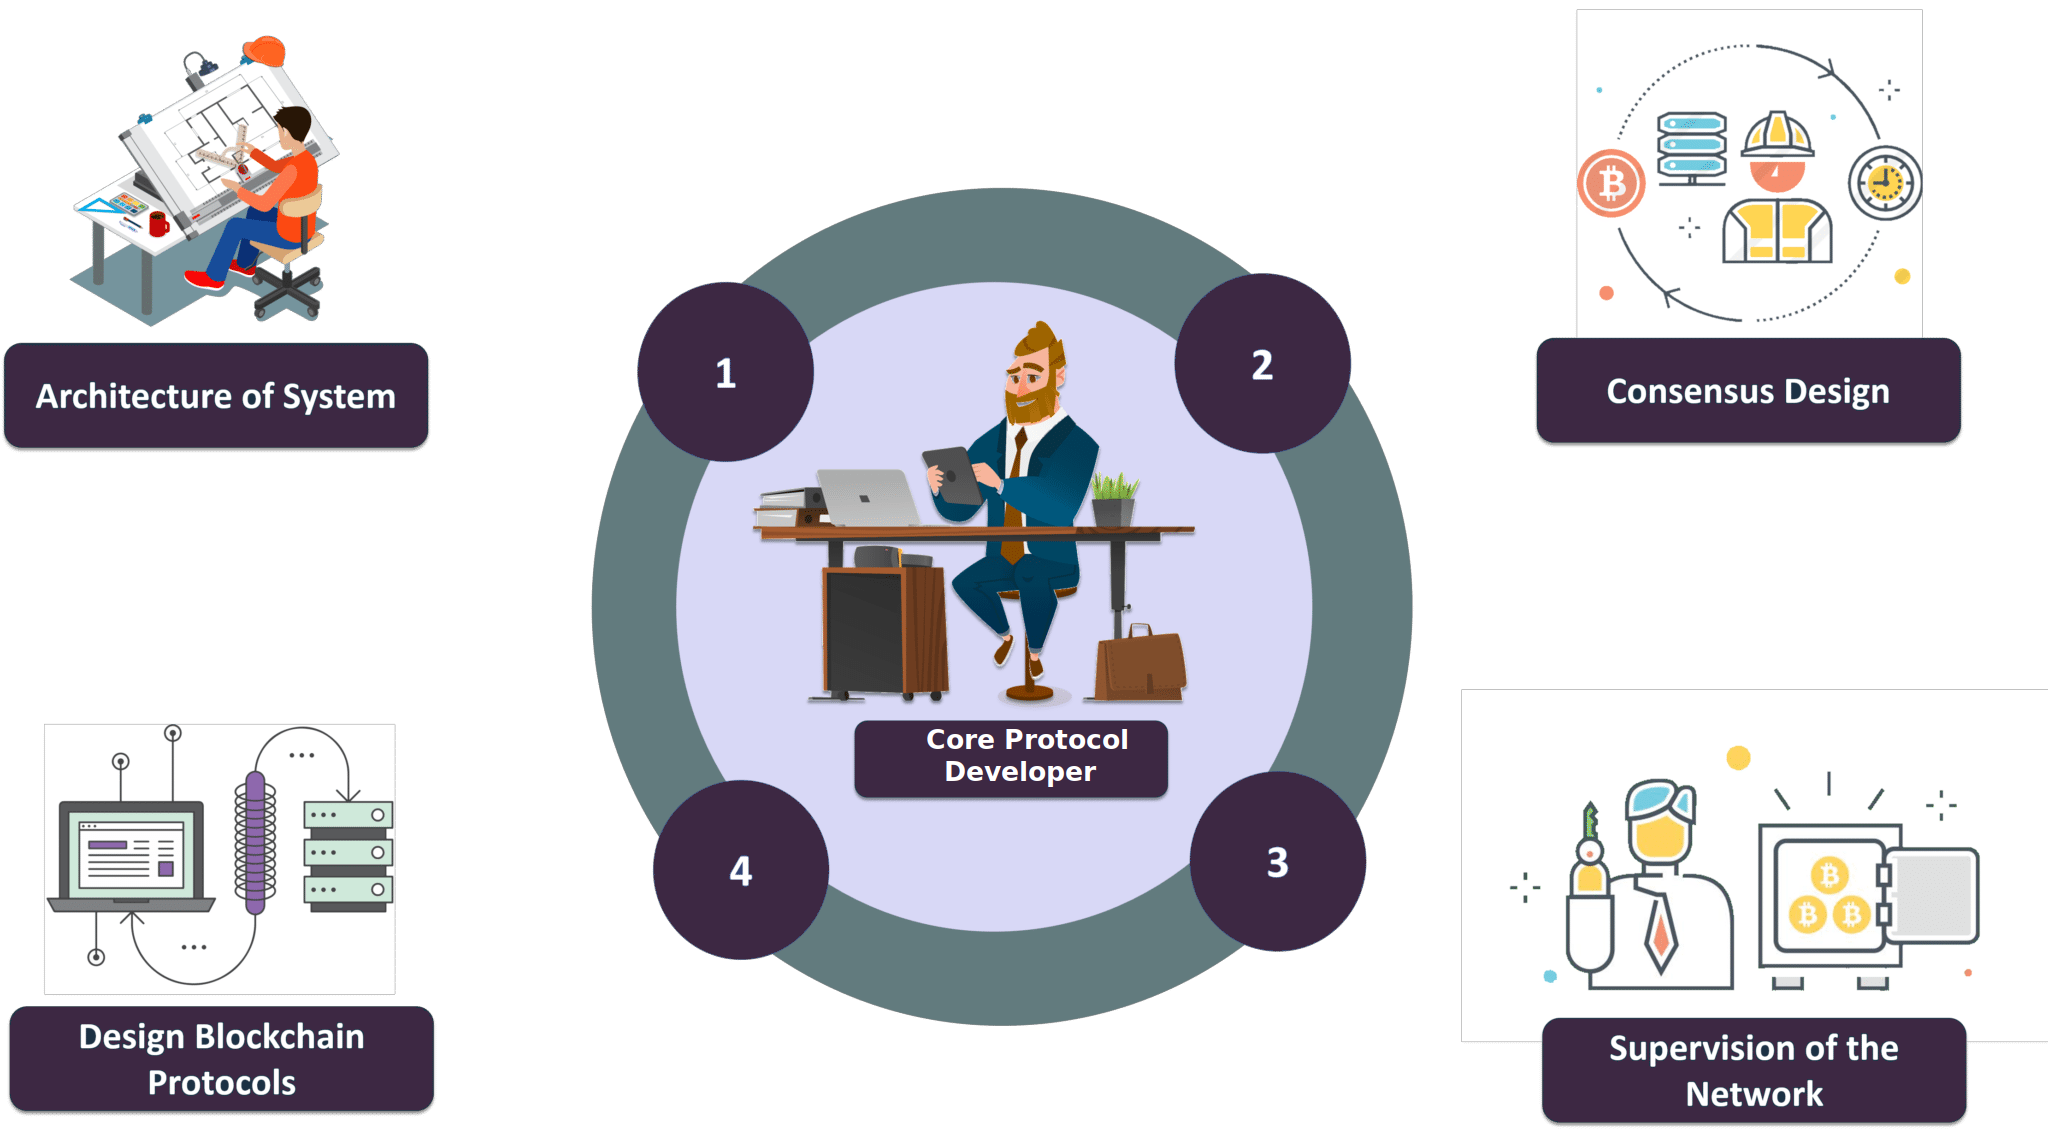 Architecture of System
1
2
Consensus Design
Core Protocol
Developer
4
3
Design Blockchain
Protocols
Supervision of the
Network